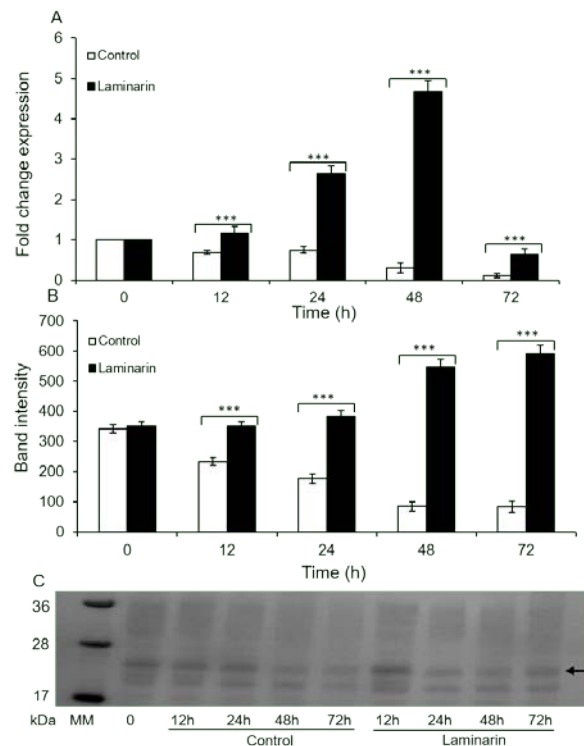 A
Fold change expression
6
5
4
3
2
1
0
Control
Laminarin
***
***
***
***
0 12 24 48 72
Time (h)
B
Band intensity
700
600
500
400
300
200
100
0
Control
Laminarin
***
***
***
***
0 12 24 48 72
Time (h)
C
36
28
17
kDa MM 0 12h 24h 48h 72h 12h 24h 48h 72h
Control Laminarin